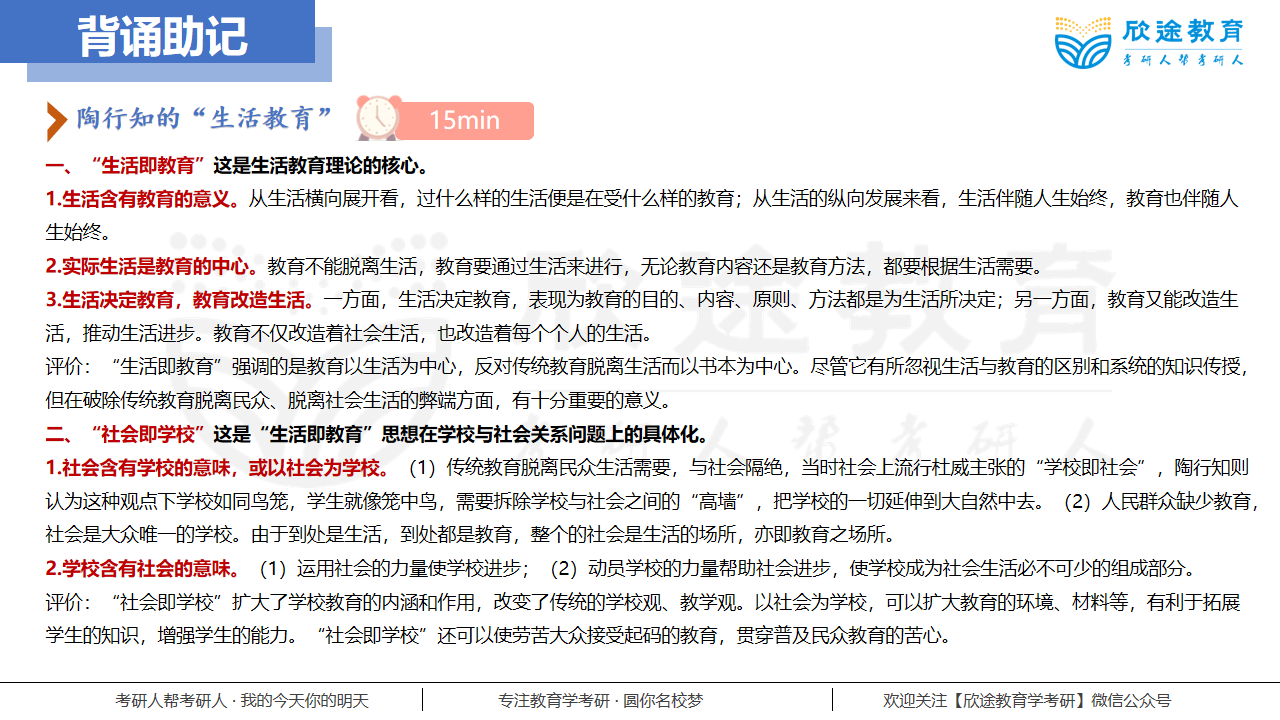 背诵助记
欣途教育
考研人帮考研人
陶行知的“生活教育”
15min
一、“生活即教育”这是生活教育理论的核心。
1.生活含有教育的意义。从生活横向展开看，过什么样的生活便是在受什么样的教育；从生活的纵向发展来看，生活伴随人生始终，教育也伴随人
生始终。
2.实际生活是教育的中心。教育不能脱离生活，教育要通过生活来进行，无论教育内容还是教育方法，都要根据生活需要。
3.生活决定教育，教育改造生活。一方面，生活决定教育，表现为教育的目的、内容、原则、方法都是为生活所决定；另一方面，教育又能改造生
活，推动生活进步。教育不仅改造着社会生活，也改造着每个个人的生活。
评价：“生活即教育”强调的是教育以生活为中心，反对传统教育脱离生活而以书本为中心。尽管它有所忽视生活与教育的区别和系统的知识传授，
但在破除传统教育脱离民众、脱离社会生活的弊端方面，有十分重要的意义。
二、“社会即学校”这是“生活即教育”思想在学校与社会关系问题上的具体化。
1.社会含有学校的意味，或以社会为学校。（1）传统教育脱离民众生活需要，与社会隔绝，当时社会上流行杜威主张的“学校即社会”，陶行知则
认为这种观点下学校如同鸟笼，学生就像笼中鸟，需要拆除学校与社会之间的“高墙”，把学校的一切延伸到大自然中去。（2）人民群众缺少教育，
社会是大众唯一的学校。由于到处是生活，到处都是教育，整个的社会是生活的场所，亦即教育之场所。
2.学校含有社会的意味。（1）运用社会的力量使学校进步；（2）动员学校的力量帮助社会进步，使学校成为社会生活必不可少的组成部分。
评价：“社会即学校”扩大了学校教育的内涵和作用，改变了传统的学校观、教学观。以社会为学校，可以扩大教育的环境、材料等，有利于拓展
学生的知识，增强学生的能力。“社会即学校”还可以使劳苦大众接受起码的教育，贯穿普及民众教育的苦心。
欣途教育
考研人帮考研人
考研人帮考研人·我的今天你的明天
专注教育学考研·圆你名校梦
欢迎关注【欣途教育学考研】微信公众号